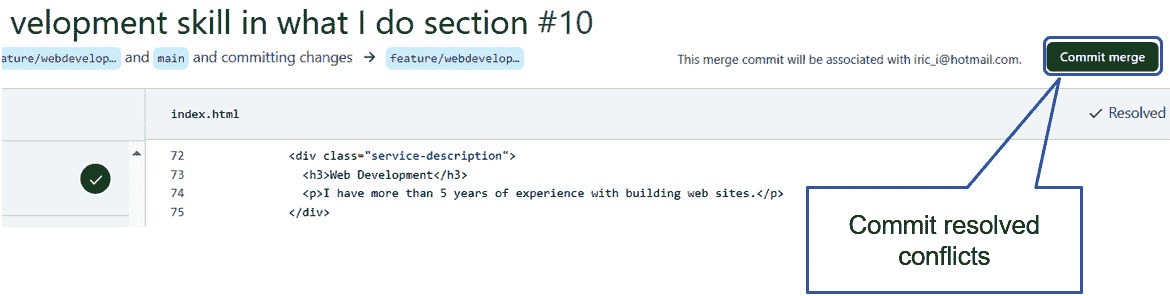 velopment skill in what I do section #10
ature/webdevelop… and main and committing changes → feature/webdevelop…
This merge commit will be associated with iric_i@hotmail.com.
Commit merge
index.html
Resolved
72 <div class="service-description">
73 <h3>Web Development</h3>
74 <p>I have more than 5 years of experience with building web sites.</p>
75 </div>
Commit resolved
conflicts